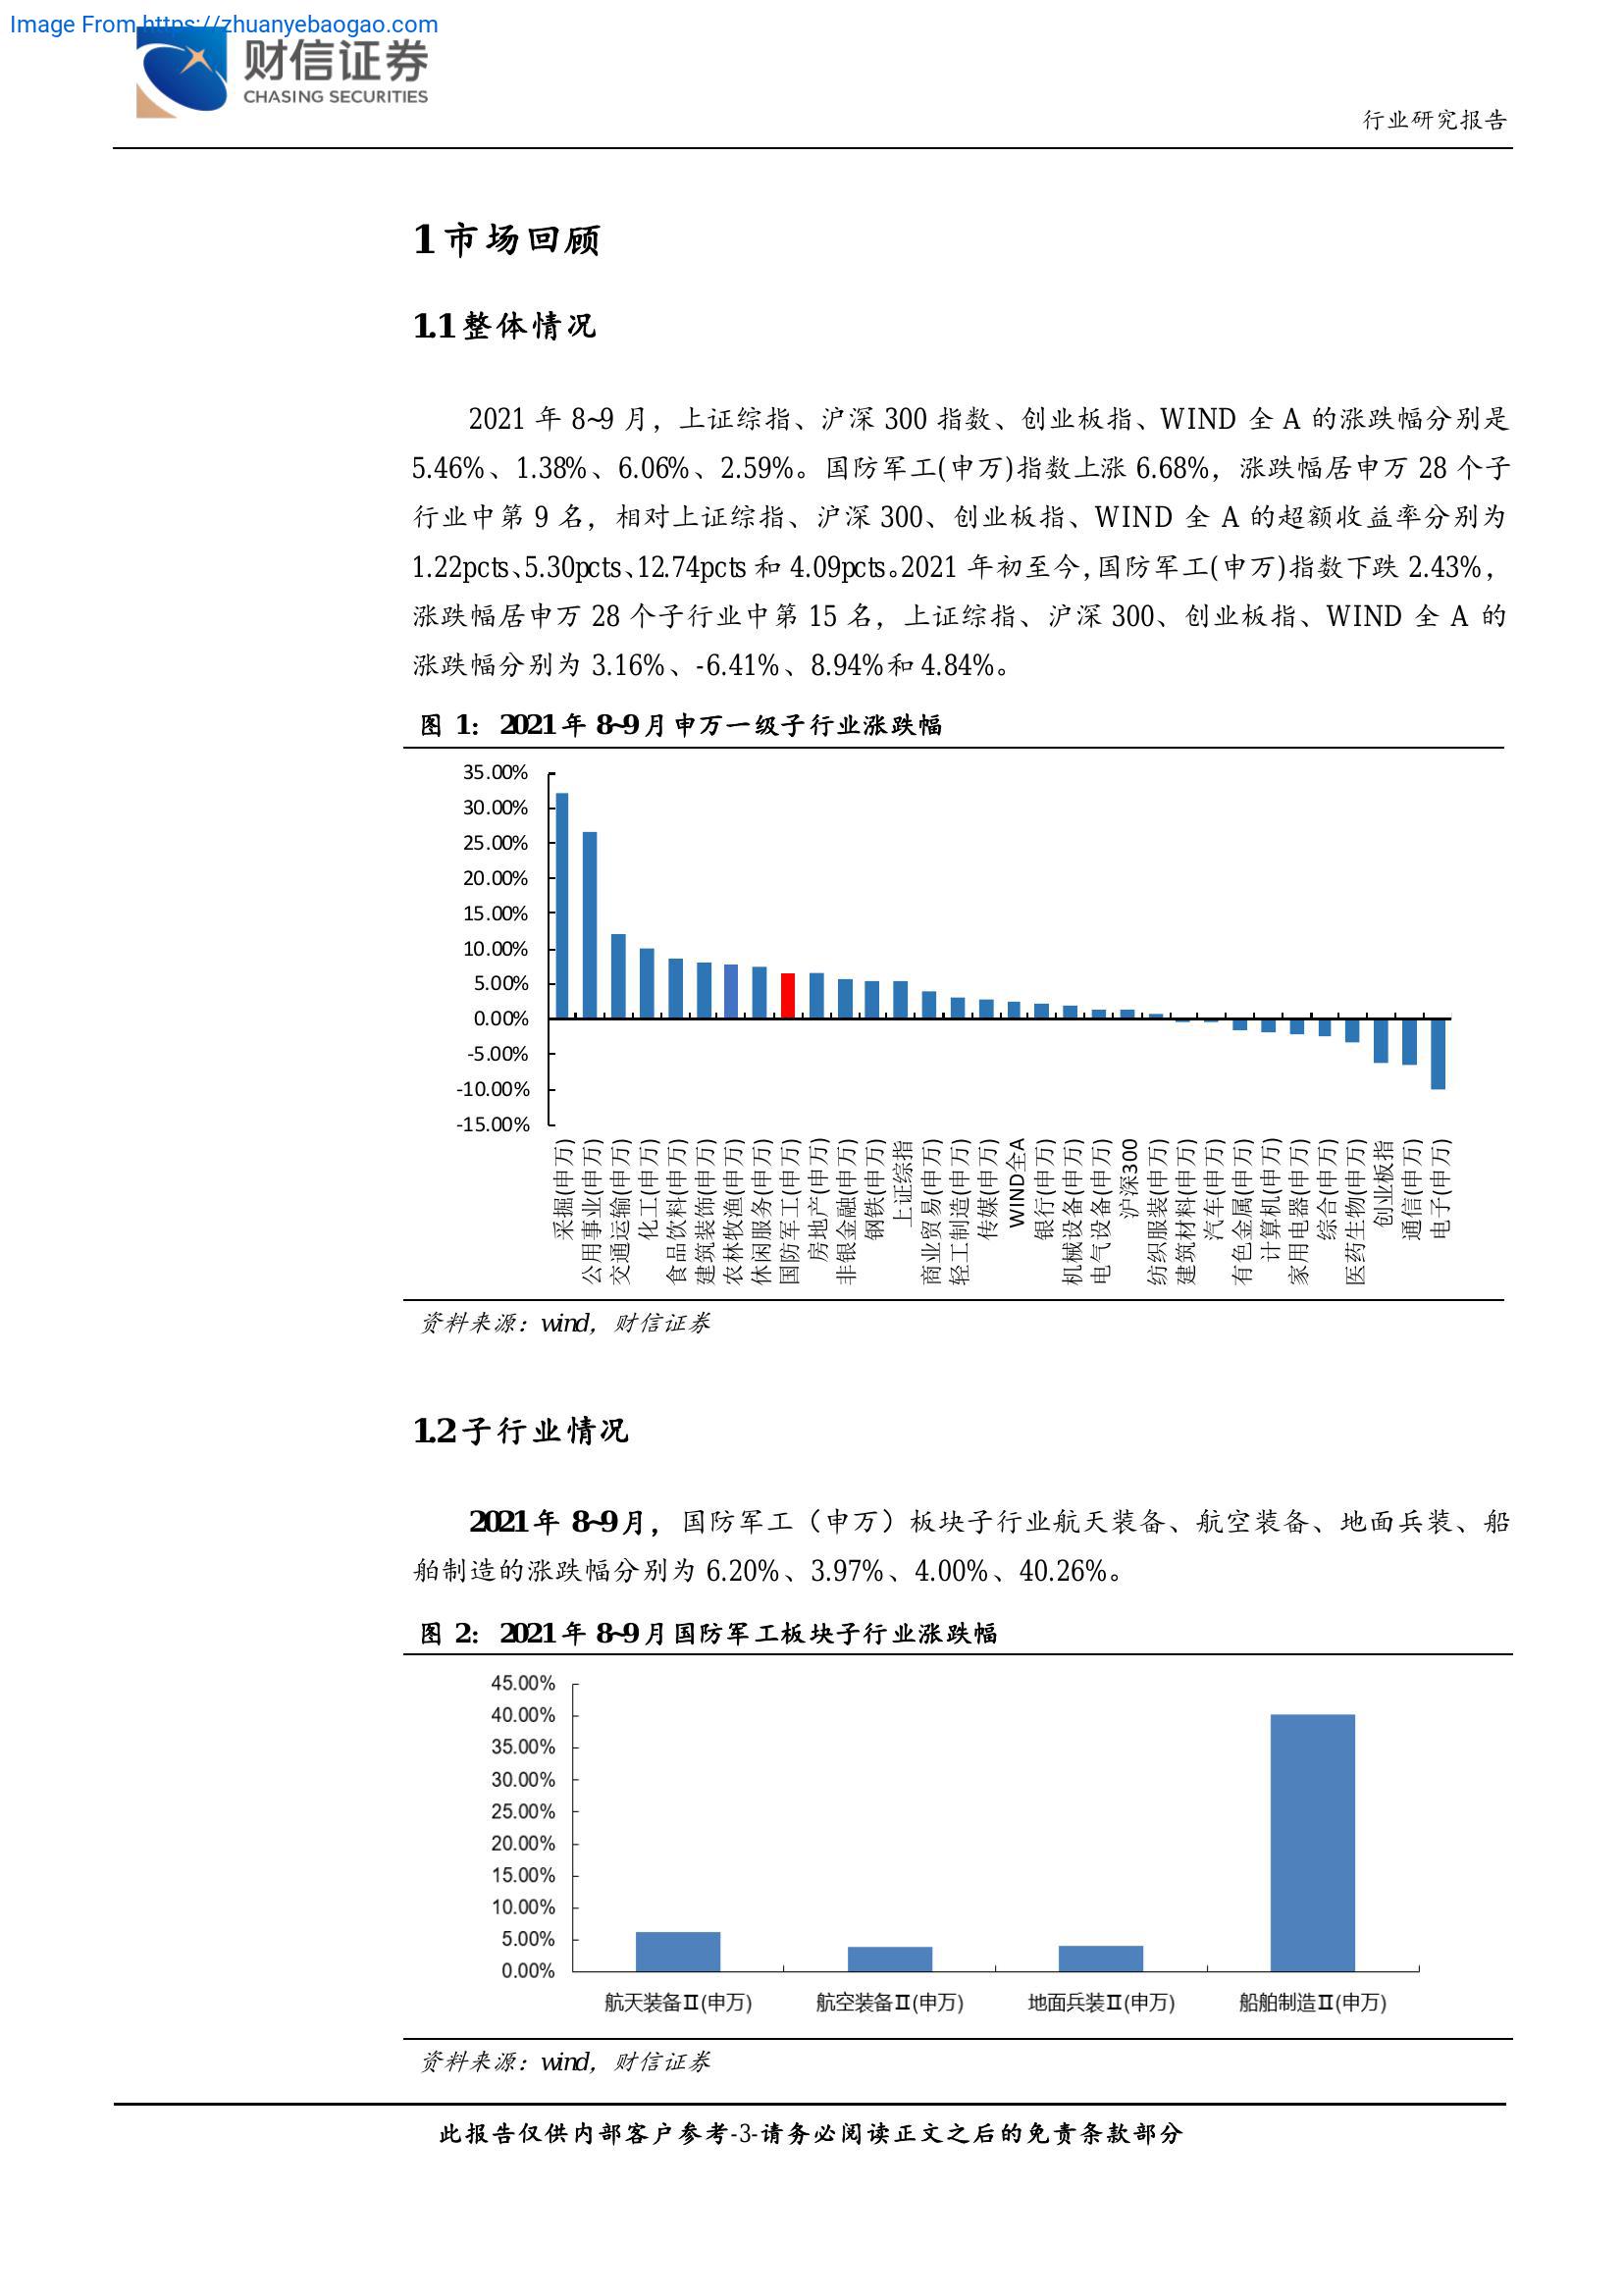 Image From https://zhuanyebaogao.com
财信证券
CHASING SECURITIES
行业研究报告
1 市场回顾
1.1 整体情况
2021 年 8~9 月，上证综指、沪深 300 指数、创业板指、WIND 全 A 的涨跌幅分别是
5.46%、1.38%、6.06%、2.59%。国防军工(申万)指数上涨 6.68%，涨跌幅居申万 28 个子
行业中第 9 名，相对上证综指、沪深 300、创业板指、WIND 全 A 的超额收益率分别为
1.22pcts、5.30pcts、12.74pcts 和 4.09pcts。2021 年初至今，国防军工(申万)指数下跌 2.43%，
涨跌幅居申万 28 个子行业中第 15 名，上证综指、沪深 300、创业板指、WIND 全 A 的
涨跌幅分别为 3.16%、-6.41%、8.94%和 4.84%。
图 1：2021 年 8~9 月申万一级子行业涨跌幅
35.00%
30.00%
25.00%
20.00%
15.00%
10.00%
5.00%
0.00%
-5.00%
-10.00%
-15.00%
采掘(申万)
公用事业(申万)
交通运输(申万)
化工(申万)
食品饮料(申万)
建筑装饰(申万)
农林牧渔(申万)
休闲服务(申万)
国防军工(申万)
房地产(申万)
非银金融(申万)
钢铁(申万)
上证综指
商业贸易(申万)
轻工制造(申万)
传媒(申万)
WIND全A
银行(申万)
机械设备(申万)
电气设备(申万)
沪深300
纺织服装(申万)
建筑材料(申万)
汽车(申万)
有色金属(申万)
计算机(申万)
家用电器(申万)
综合(申万)
医药生物(申万)
创业板指
通信(申万)
电子(申万)
资料来源：wind，财信证券
1.2 子行业情况
2021 年 8~9 月，国防军工（申万）板块子行业航天装备、航空装备、地面兵装、船
舶制造的涨跌幅分别为 6.20%、3.97%、4.00%、40.26%。
图 2：2021 年 8~9 月国防军工板块子行业涨跌幅
45.00%
40.00%
35.00%
30.00%
25.00%
20.00%
15.00%
10.00%
5.00%
0.00%
航天装备Ⅱ(申万)
航空装备Ⅱ(申万)
地面兵装Ⅱ(申万)
船舶制造Ⅱ(申万)
资料来源：wind，财信证券
此报告仅供内部客户参考-3-请务必阅读正文之后的免责条款部分